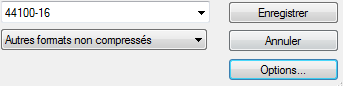 44100-16
Enregistrer
Autres formats non compressés
Annuler
Options...